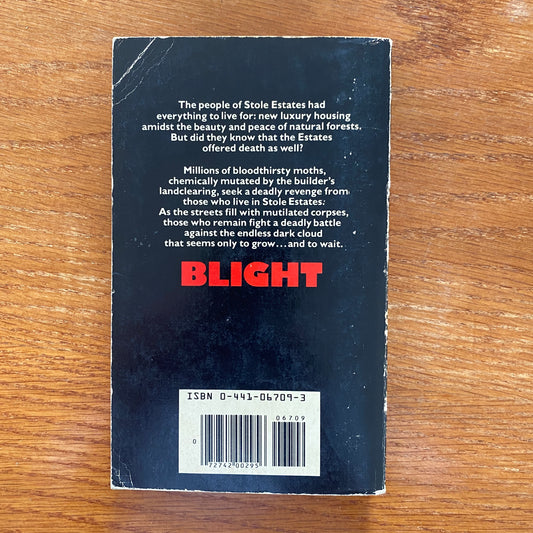 The people of Stole Estates had
everything to live for: new luxury housing
amidst the beauty and peace of natural forests.
But did they know that the Estates
offered death as well?
Millions of bloodthirsty moths,
chemically mutated by the builder's
landclearing, seek a deadly revenge from
those who live in Stole Estates.
As the streets fill with mutilated corpses,
those who remain fight a deadly battle
against the endless dark cloud
that seems only to grow...and to wait.
BLIGHT
ISBN 0-441-06709-3
06709
0
72742 00295